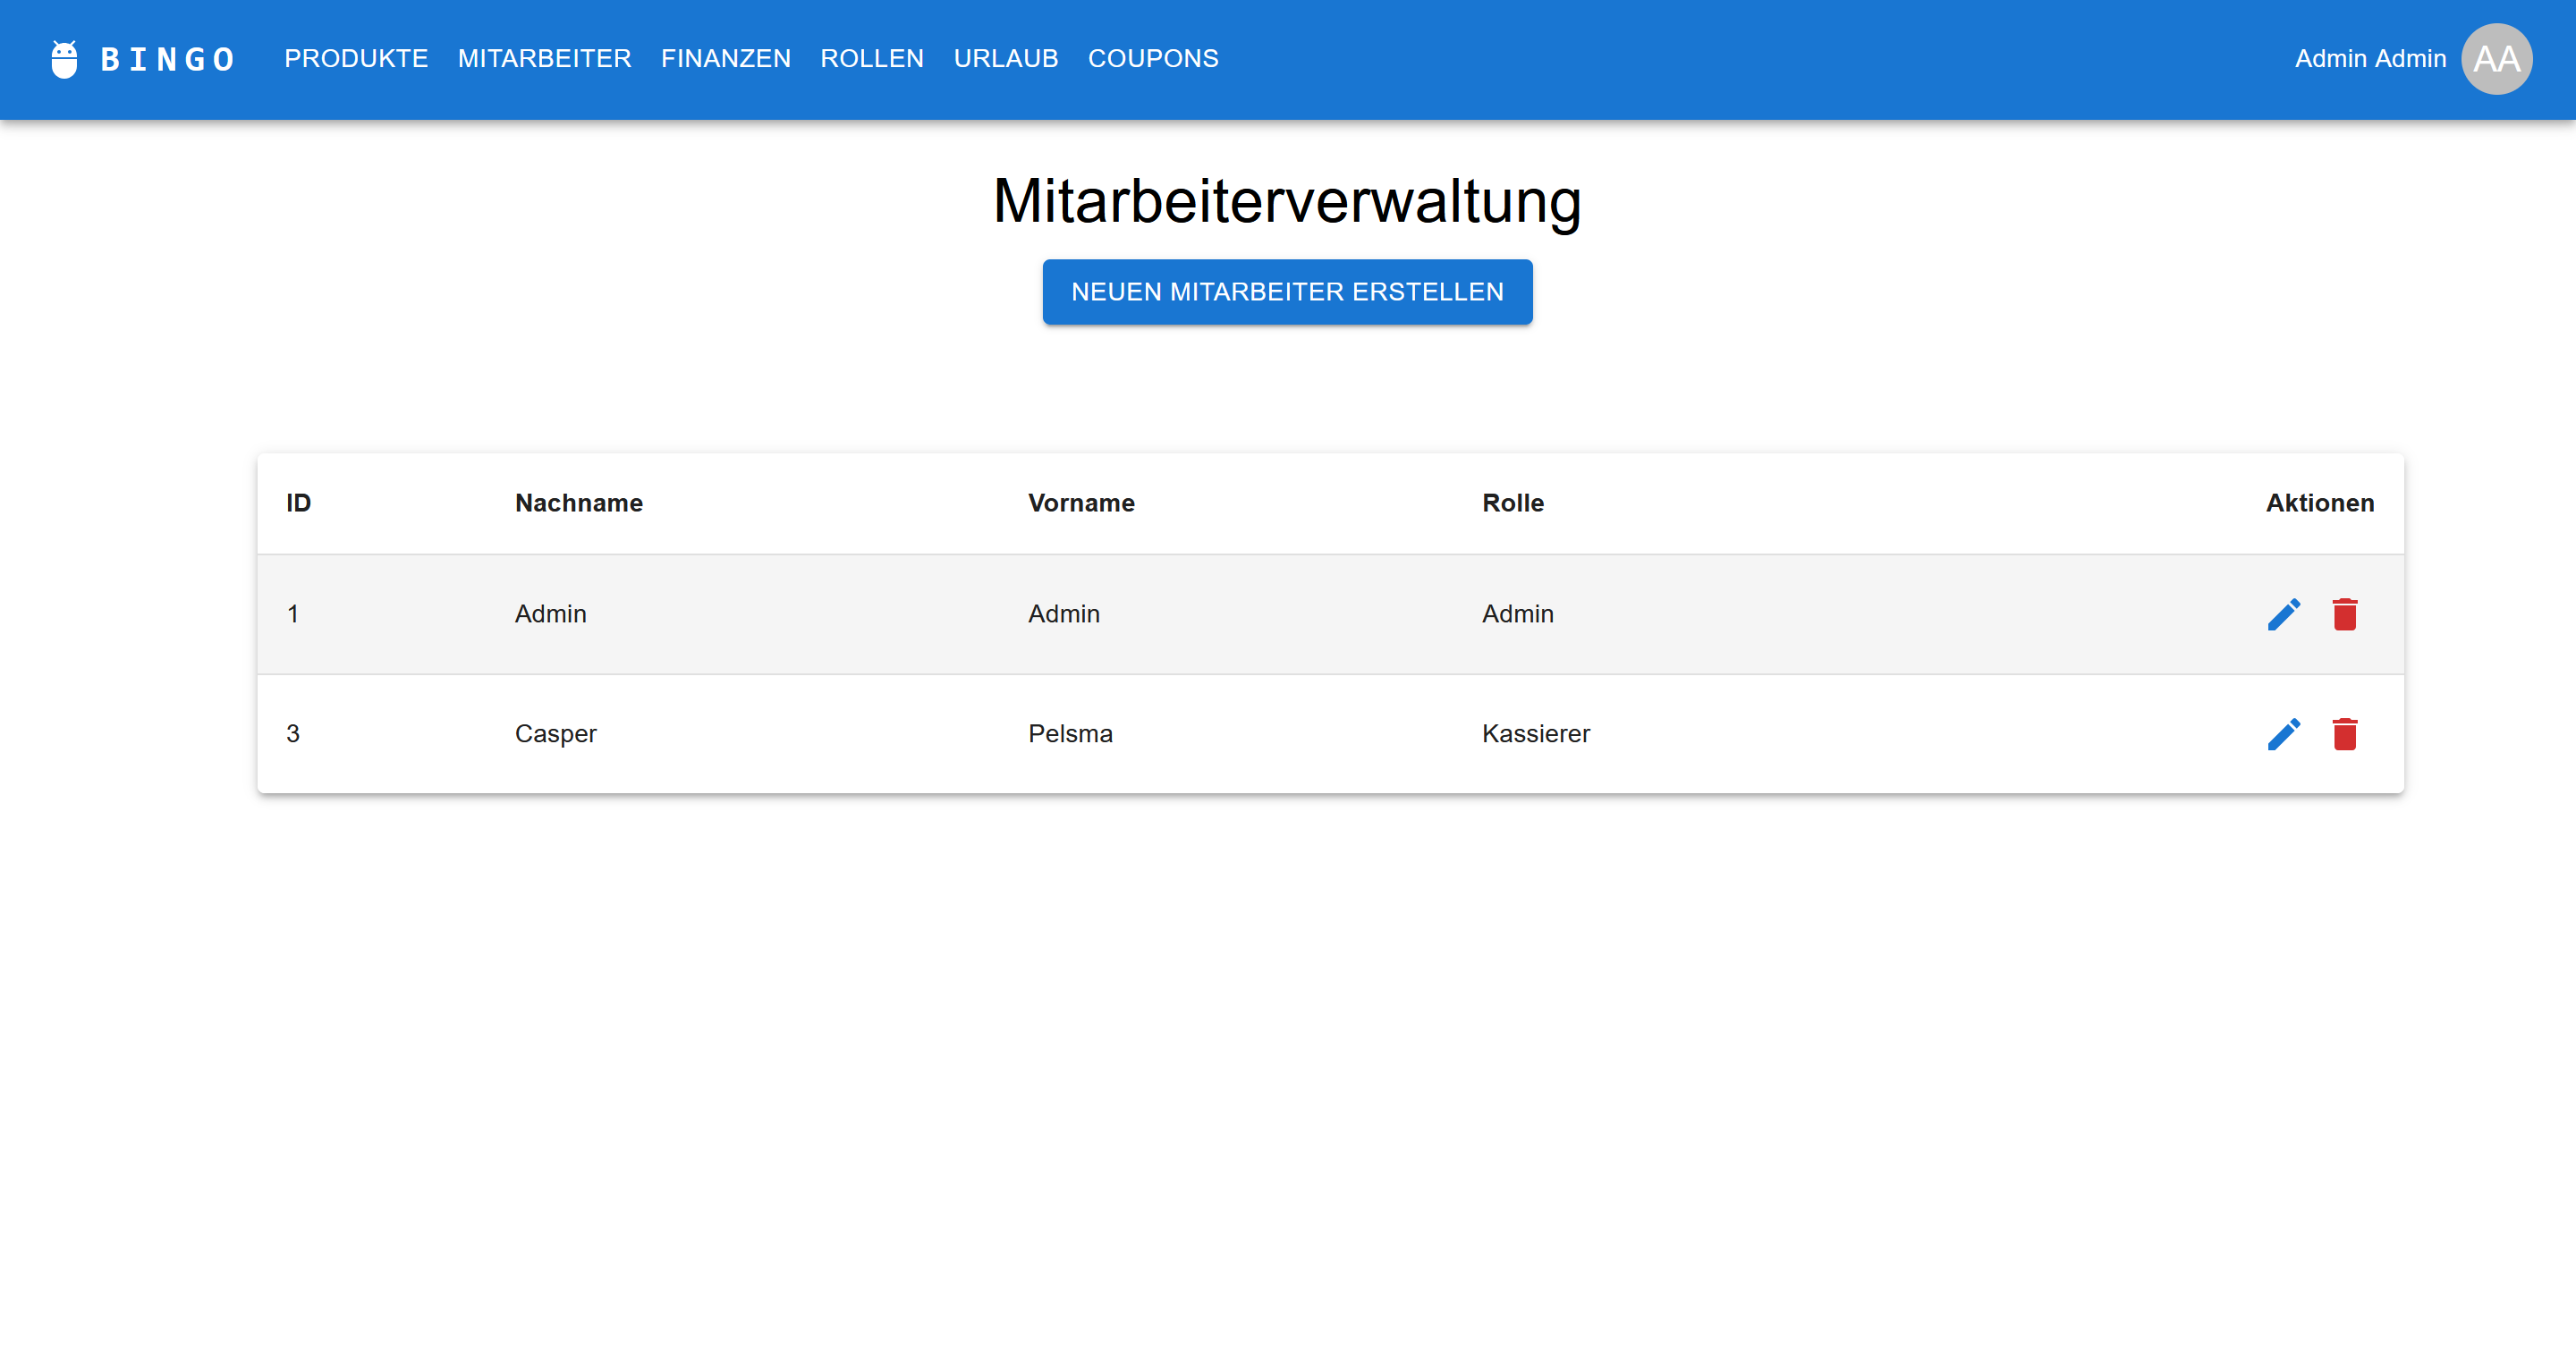 BINGO PRODUKTE MITARBEITER FINANZEN ROLLEN URLAUB COUPONS Admin Admin AA
Mitarbeiterverwaltung
NEUEN MITARBEITER ERSTELLEN
ID Nachname Vorname Rolle Aktionen
1 Admin Admin Admin
3 Casper Pelsma Kassierer